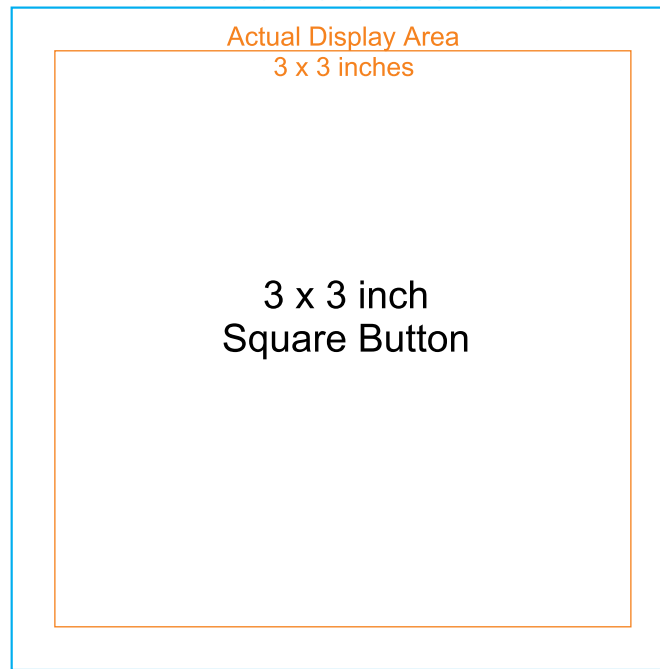 Actual Display Area
3 x 3 inches
3 x 3 inch
Square Button